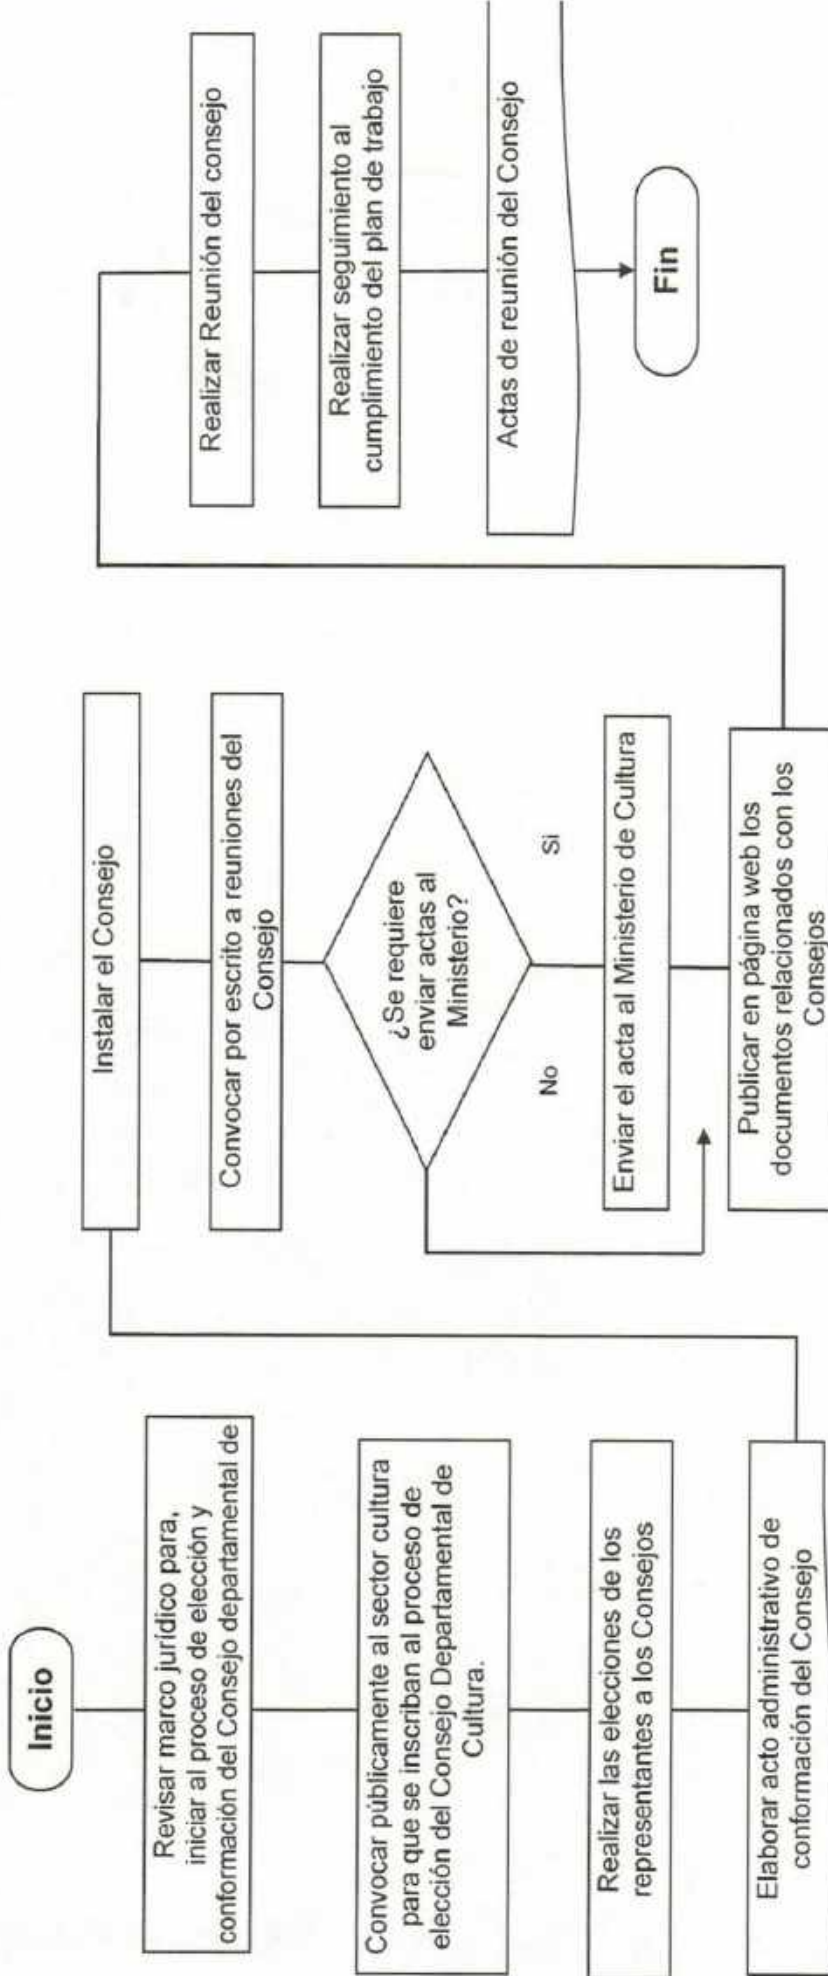 Inicio
Revisar marco jurídico para,
iniciar al proceso de elección y
conformación del Consejo departamental de
Convocar públicamente al sector cultura
para que se inscriban al proceso de
elección del Consejo Departamental de
Cultura.
Realizar las elecciones de los
representantes a los Consejos
Elaborar acto administrativo de
conformación del Consejo
Instalar el Consejo
Convocar por escrito a reuniones del
Consejo
¿Se requiere
enviar actas al
Ministerio?
No
Si
Enviar el acta al Ministerio de Cultura
Publicar en página web los
documentos relacionados con los
Consejos
Realizar Reunión del consejo
Realizar seguimiento al
cumplimiento del plan de trabajo
Actas de reunión del Consejo
Fin